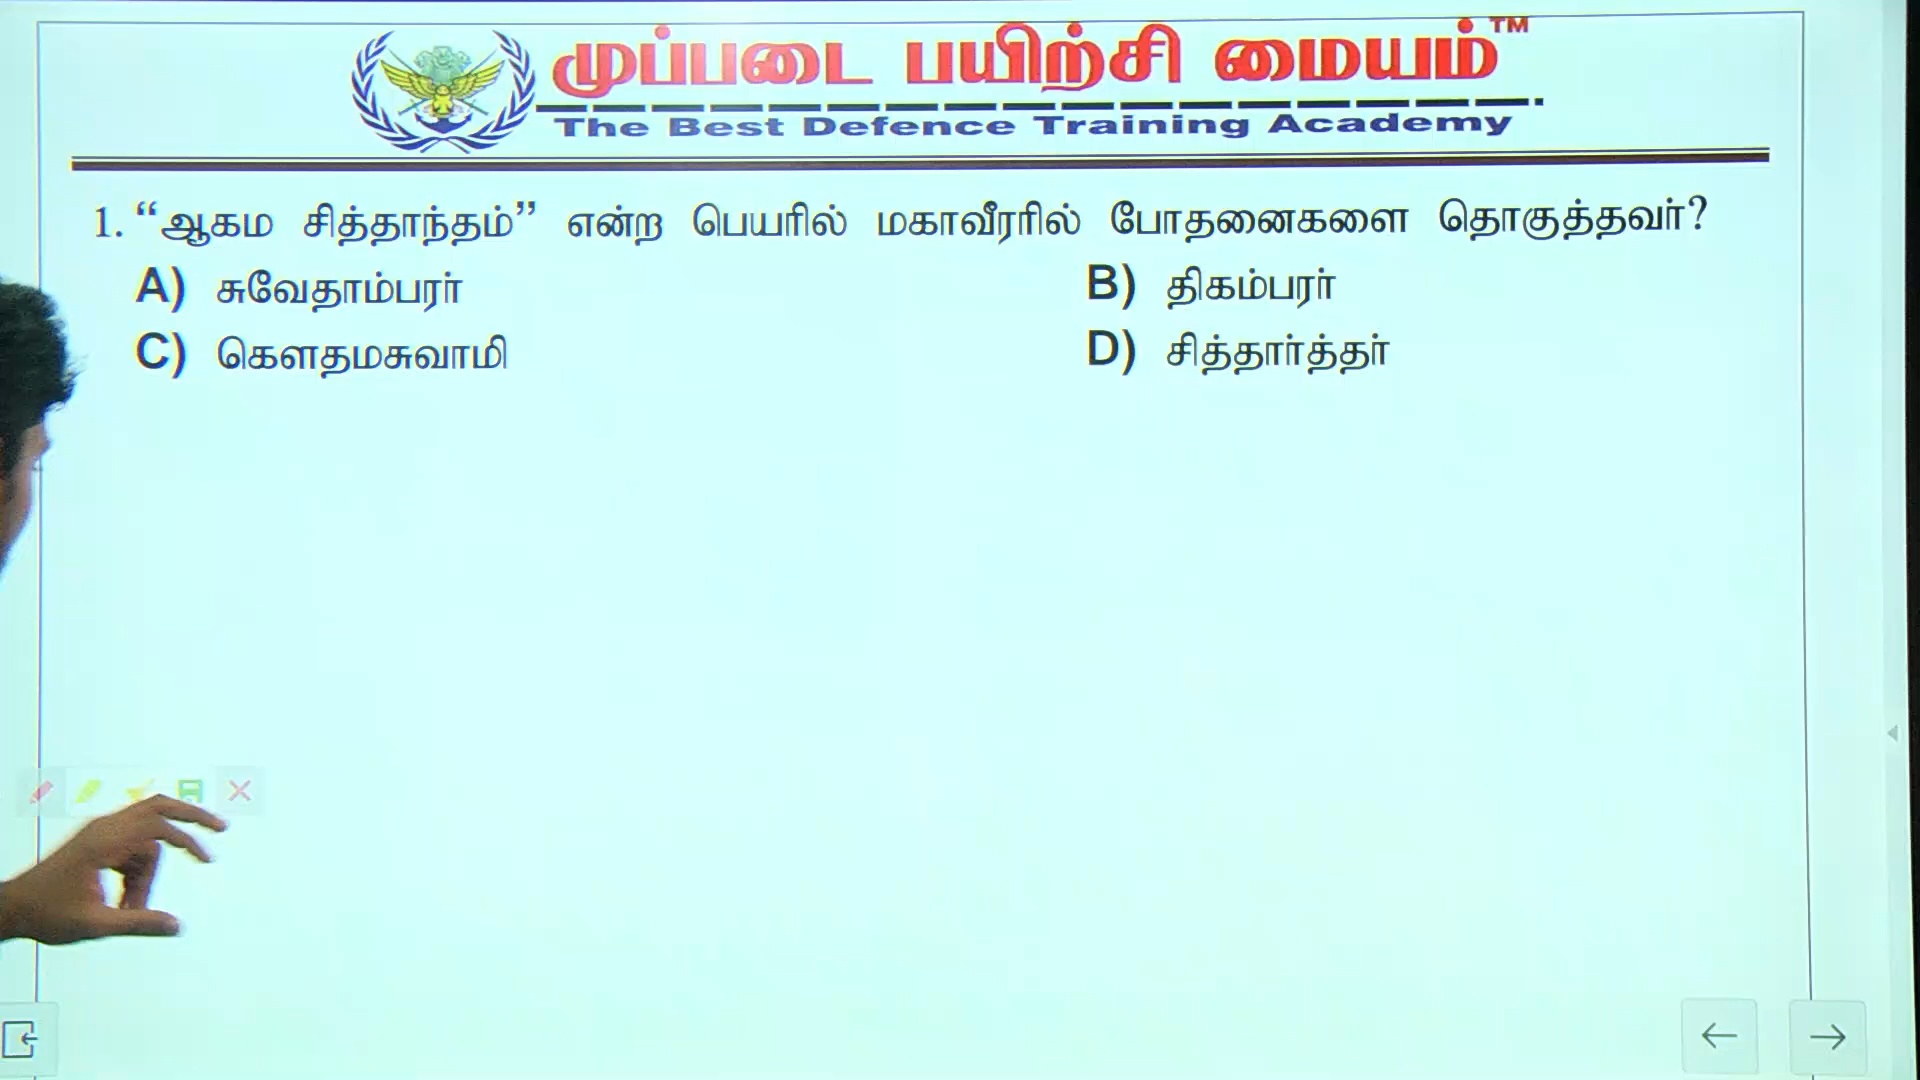 முப்படை பயிற்சி மையம்™
The Best Defence Training Academy
1. “ஆகம சித்தாந்தம்” என்ற பெயரில் மகாவீரரில் போதனைகளை தொகுத்தவர்?
A) சுவேதாம்பரர்
B) திகம்பரர்
C) கௌதமசுவாமி
D) சித்தார்த்தர்